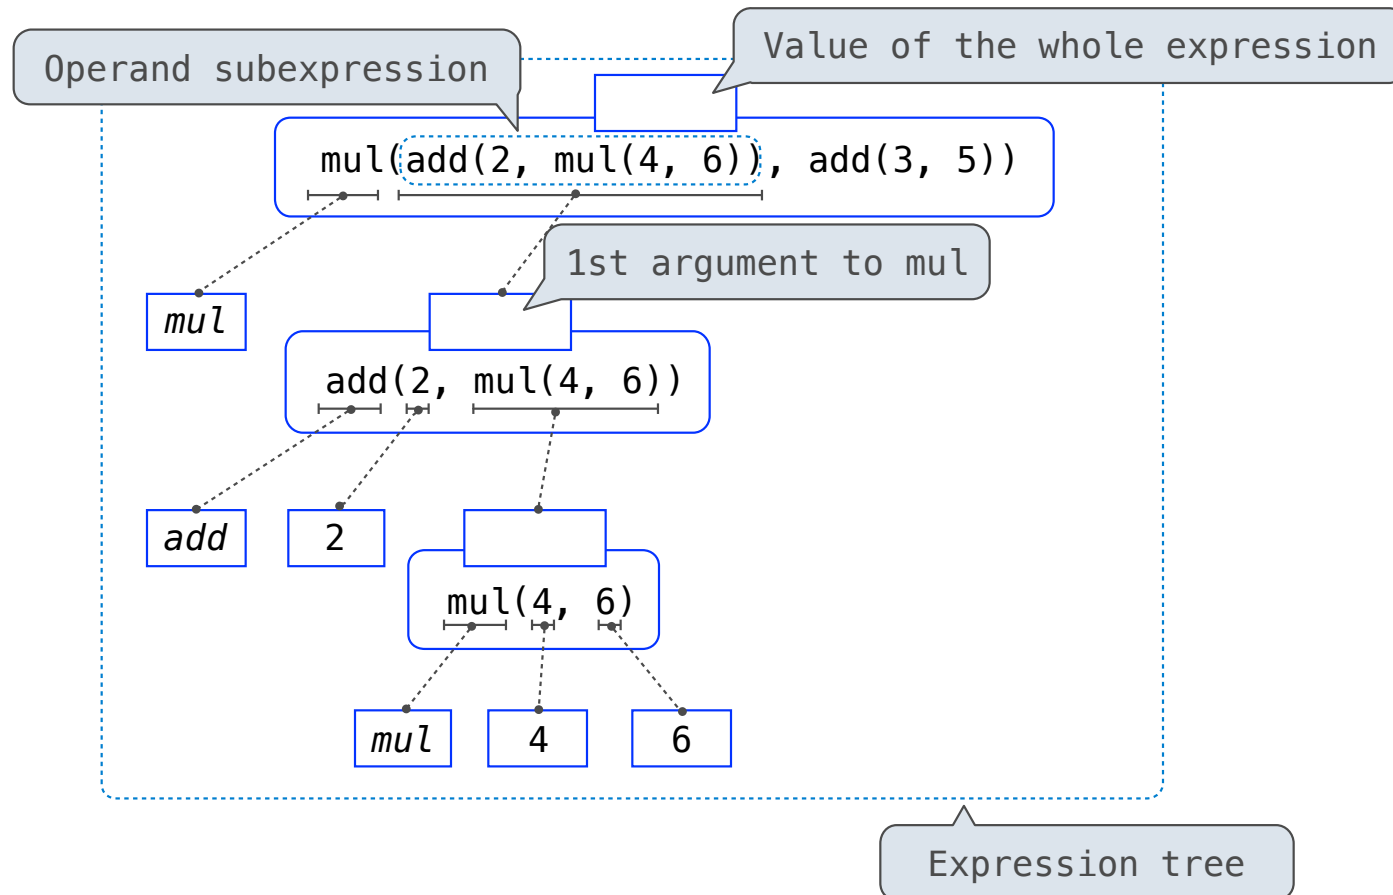 Operand subexpression
Value of the whole expression
mul(add(2, mul(4, 6)), add(3, 5))
1st argument to mul
mul
add(2, mul(4, 6))
add
2
mul(4, 6)
mul
4
6
Expression tree